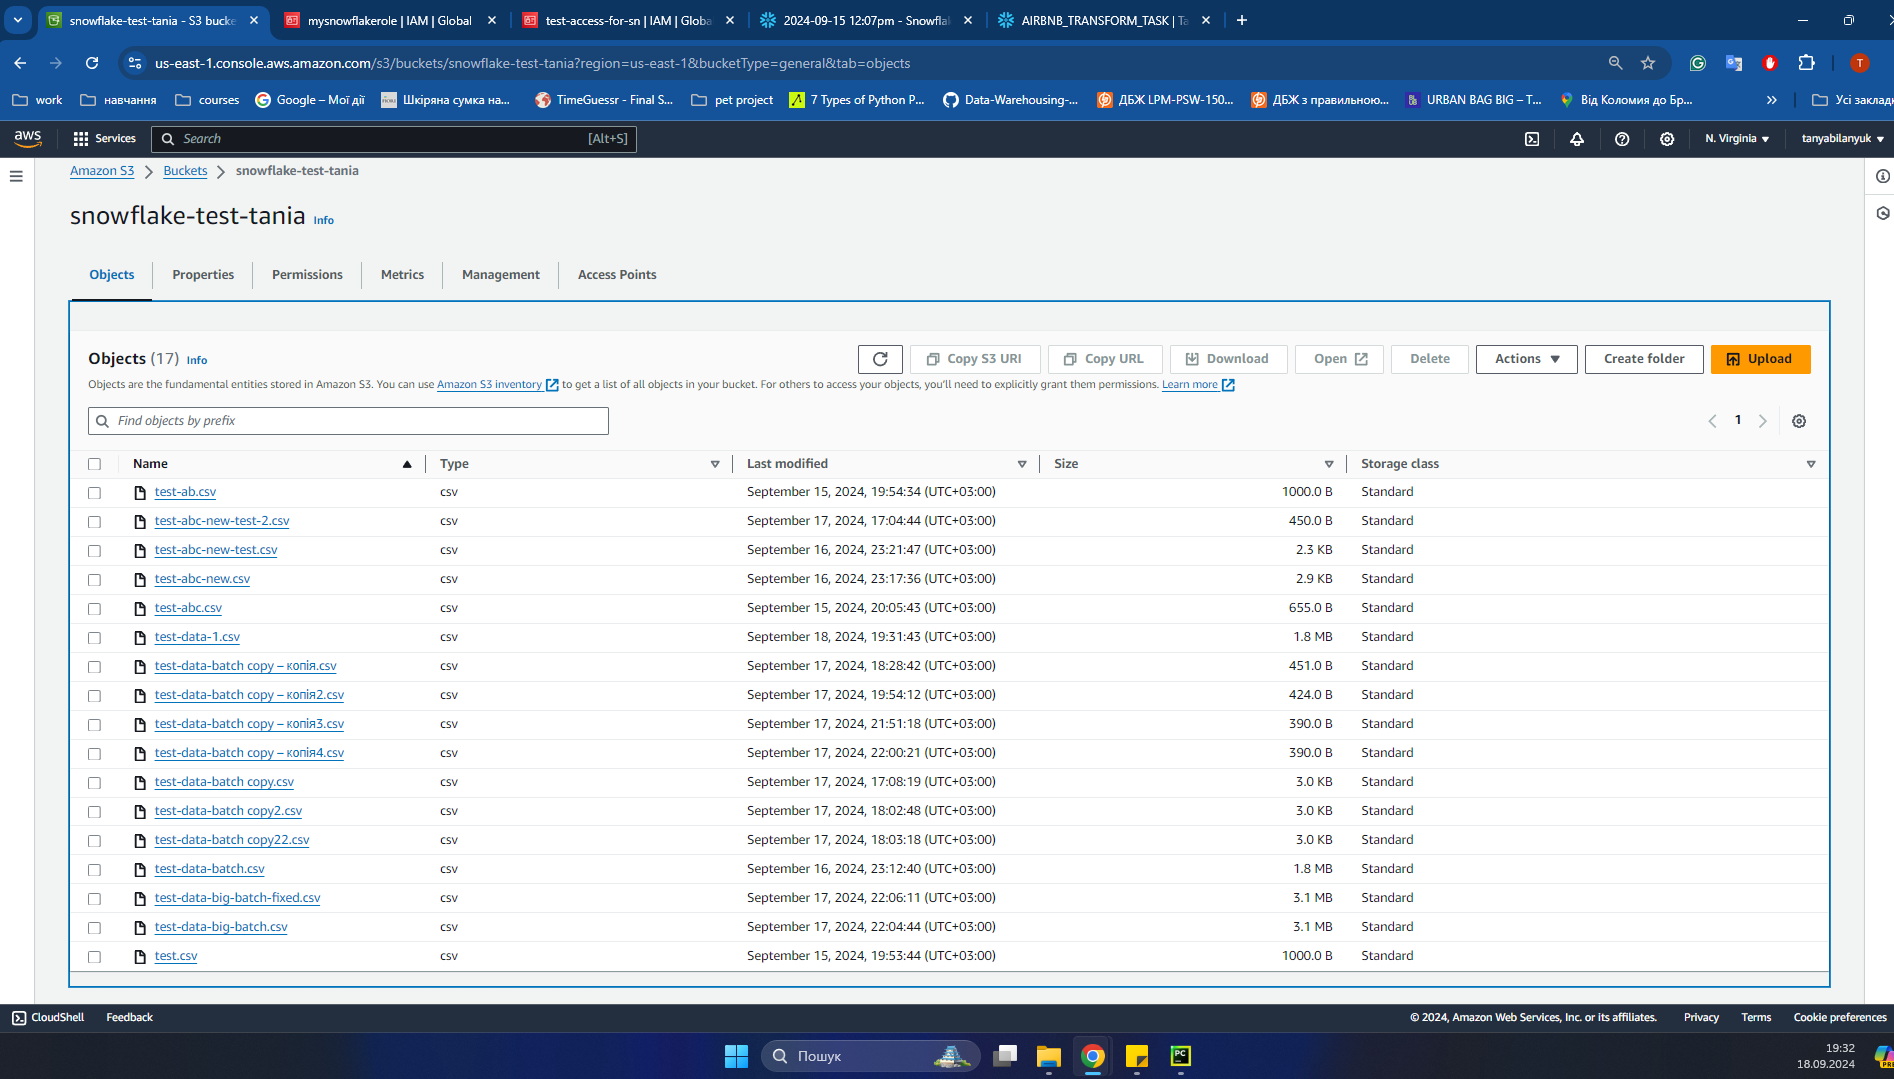 snowflake-test-tania - S3 bucke
mysnowflakerole | IAM | Global
test-access-for-sn | IAM | Globa
2024-09-15 12:07pm - Snowfla
AIRBNB_TRANSFORM_TASK | Ta
us-east-1.console.aws.amazon.com/s3/buckets/snowflake-test-tania?region=us-east-1&bucketType=general&tab=objects
T
work
навчання
courses
Google – Мої дії
Шкіряна сумка на...
TimeGuessr - Final S...
pet project
7 Types of Python P...
Data-Warehousing-...
ДБЖ LPM-PSW-150...
ДБЖ з правильною...
URBAN BAG BIG – T...
Від Коломия до Бр...
»
Усі закладк
aws
Services
Search
[Alt+S]
N. Virginia
tanyabilanyuk
Amazon S3
Buckets
snowflake-test-tania
snowflake-test-tania Info
Objects
Properties
Permissions
Metrics
Management
Access Points
Objects (17) Info
Copy S3 URI
Copy URL
Download
Open
Delete
Actions
Create folder
Upload
Objects are the fundamental entities stored in Amazon S3. You can use Amazon S3 inventory to get a list of all objects in your bucket. For others to access your objects, you'll need to explicitly grant them permissions. Learn more
Find objects by prefix
1
Name Type Last modified Size Storage class
test-ab.csv csv September 15, 2024, 19:54:34 (UTC+03:00) 1000.0 B Standard
test-abc-new-test-2.csv csv September 17, 2024, 17:04:44 (UTC+03:00) 450.0 B Standard
test-abc-new-test.csv csv September 16, 2024, 23:21:47 (UTC+03:00) 2.3 KB Standard
test-abc-new.csv csv September 16, 2024, 23:17:36 (UTC+03:00) 2.9 KB Standard
test-abc.csv csv September 15, 2024, 20:05:43 (UTC+03:00) 655.0 B Standard
test-data-1.csv csv September 18, 2024, 19:31:43 (UTC+03:00) 1.8 MB Standard
test-data-batch copy – копія.csv csv September 17, 2024, 18:28:42 (UTC+03:00) 451.0 B Standard
test-data-batch copy – копія2.csv csv September 17, 2024, 19:54:12 (UTC+03:00) 424.0 B Standard
test-data-batch copy – копія3.csv csv September 17, 2024, 21:51:18 (UTC+03:00) 390.0 B Standard
test-data-batch copy – копія4.csv csv September 17, 2024, 22:00:21 (UTC+03:00) 390.0 B Standard
test-data-batch copy.csv csv September 17, 2024, 17:08:19 (UTC+03:00) 3.0 KB Standard
test-data-batch copy2.csv csv September 17, 2024, 18:02:48 (UTC+03:00) 3.0 KB Standard
test-data-batch copy22.csv csv September 17, 2024, 18:03:18 (UTC+03:00) 3.0 KB Standard
test-data-batch.csv csv September 16, 2024, 23:12:40 (UTC+03:00) 1.8 MB Standard
test-data-big-batch-fixed.csv csv September 17, 2024, 22:06:11 (UTC+03:00) 3.1 MB Standard
test-data-big-batch.csv csv September 17, 2024, 22:04:44 (UTC+03:00) 3.1 MB Standard
test.csv csv September 15, 2024, 19:53:44 (UTC+03:00) 1000.0 B Standard
CloudShell
Feedback
© 2024, Amazon Web Services, Inc. or its affiliates.
Privacy
Terms
Cookie preferences
Пошук
PC
19:32
18.09.2024